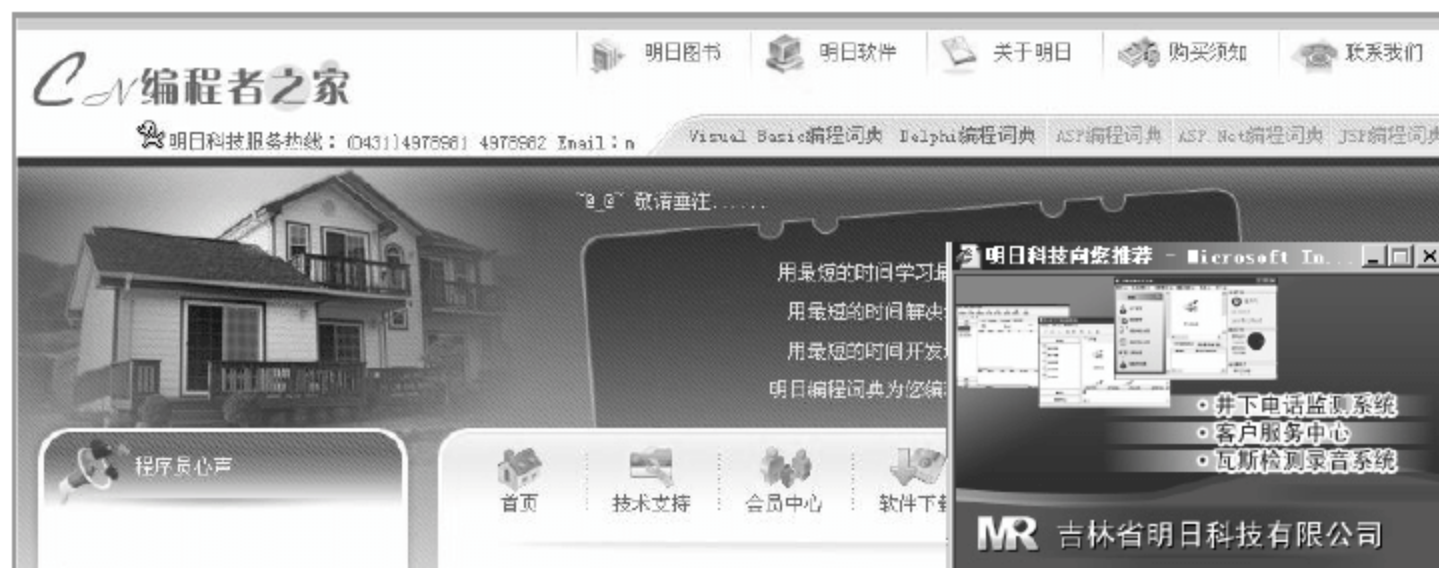 明日图书 明日软件 关于明日 购买须知 联系我们
CN编程者之家
明日科技服务热线：(0431)4978981 4978982 Email：m
Visual Basic编程词典 Delphi编程词典 ASP编程词典 ASP.Net编程词典 JSP编程词典
~@_@~ 敬请垂注......
用最短的时间学习最
用最短的时间解决
用最短的时间开发
明日编程词典为您编
明日科技向您推荐 - Microsoft In...
·井下电话监测系统
·客户服务中心
·瓦斯检测录音系统
MR 吉林省明日科技有限公司
程序员心声
首页 技术支持 会员中心 软件下载